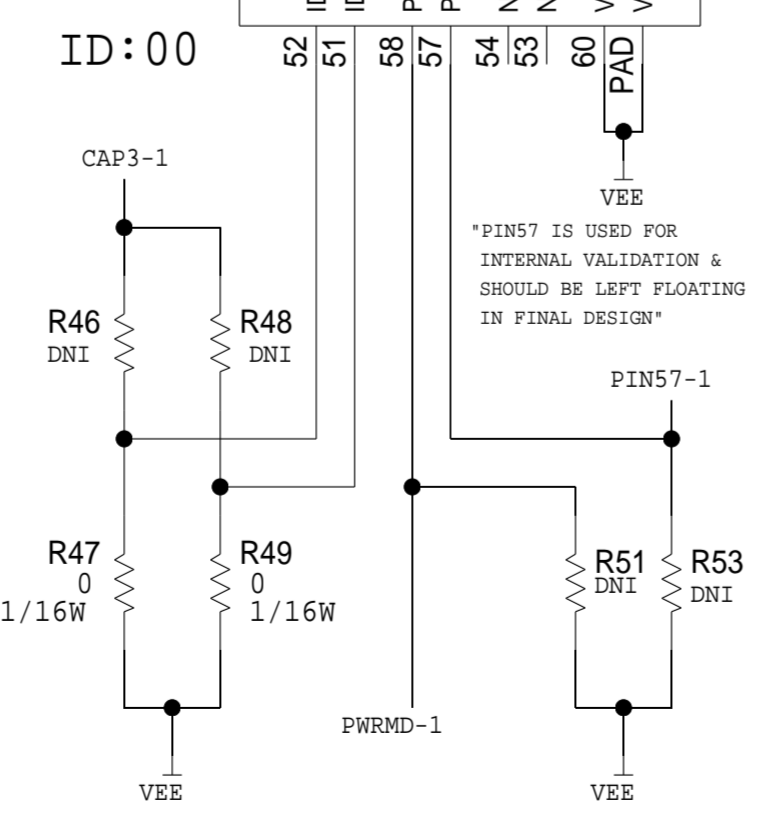 ID:00
52
51
58
57
54
53
60
PAD
VEE
CAP3-1
"PIN57 IS USED FOR
INTERNAL VALIDATION &
SHOULD BE LEFT FLOATING
IN FINAL DESIGN"
R46
DNI
R48
DNI
PIN57-1
R47
0
1/16W
R49
0
1/16W
R51
DNI
R53
DNI
PWRMD-1
VEE
VEE